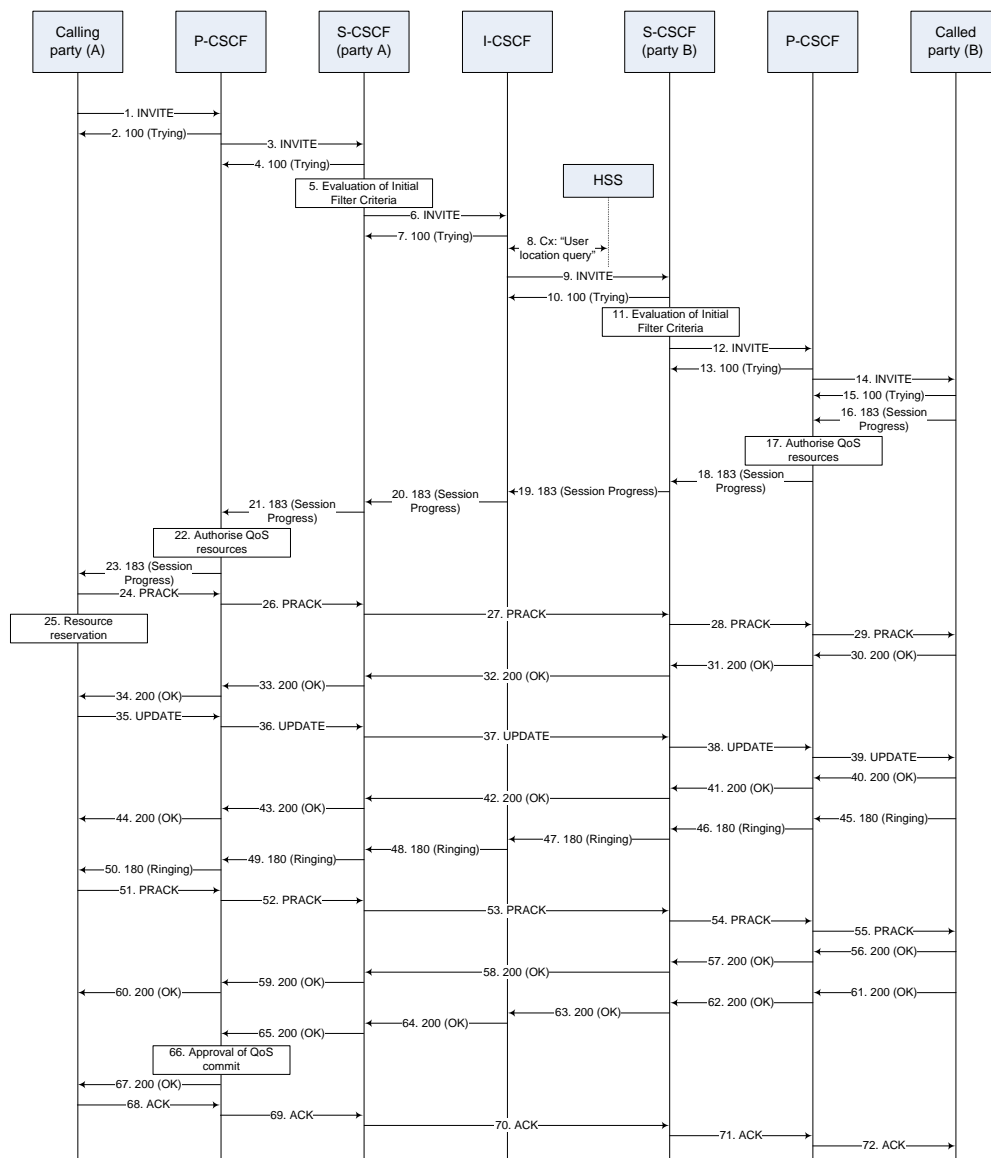 Calling
party (A)
P-CSCF
S-CSCF
(party A)
I-CSCF
S-CSCF
(party B)
P-CSCF
Called
party (B)
1. INVITE
2. 100 (Trying)
3. INVITE
4. 100 (Trying)
5. Evaluation of Initial
Filter Criteria
HSS
6. INVITE
7. 100 (Trying)
8. Cx: “User
location query”
9. INVITE
10. 100 (Trying)
11. Evaluation of Initial
Filter Criteria
12. INVITE
13. 100 (Trying)
14. INVITE
15. 100 (Trying)
16. 183 (Session
Progress)
17. Authorise QoS
resources
18. 183 (Session
Progress)
19. 183 (Session Progress)
20. 183 (Session
Progress)
21. 183 (Session
Progress)
22. Authorise QoS
resources
23. 183 (Session
Progress)
24. PRACK
25. Resource
reservation
26. PRACK
27. PRACK
28. PRACK
29. PRACK
30. 200 (OK)
31. 200 (OK)
32. 200 (OK)
33. 200 (OK)
34. 200 (OK)
35. UPDATE
36. UPDATE
37. UPDATE
38. UPDATE
39. UPDATE
40. 200 (OK)
41. 200 (OK)
42. 200 (OK)
43. 200 (OK)
44. 200 (OK)
45. 180 (Ringing)
46. 180 (Ringing)
47. 180 (Ringing)
48. 180 (Ringing)
49. 180 (Ringing)
50. 180 (Ringing)
51. PRACK
52. PRACK
53. PRACK
54. PRACK
55. PRACK
56. 200 (OK)
57. 200 (OK)
58. 200 (OK)
59. 200 (OK)
60. 200 (OK)
61. 200 (OK)
62. 200 (OK)
63. 200 (OK)
64. 200 (OK)
65. 200 (OK)
66. Approval of QoS
commit
67. 200 (OK)
68. ACK
69. ACK
70. ACK
71. ACK
72. ACK